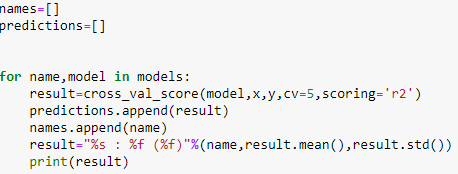 names=[]
predictions=[]
for name,model in models:
    result=cross_val_score(model,x,y,cv=5,scoring='r2')
    predictions.append(result)
    names.append(name)
    result="%s : %f (%f)"%(name,result.mean(),result.std())
    print(result)